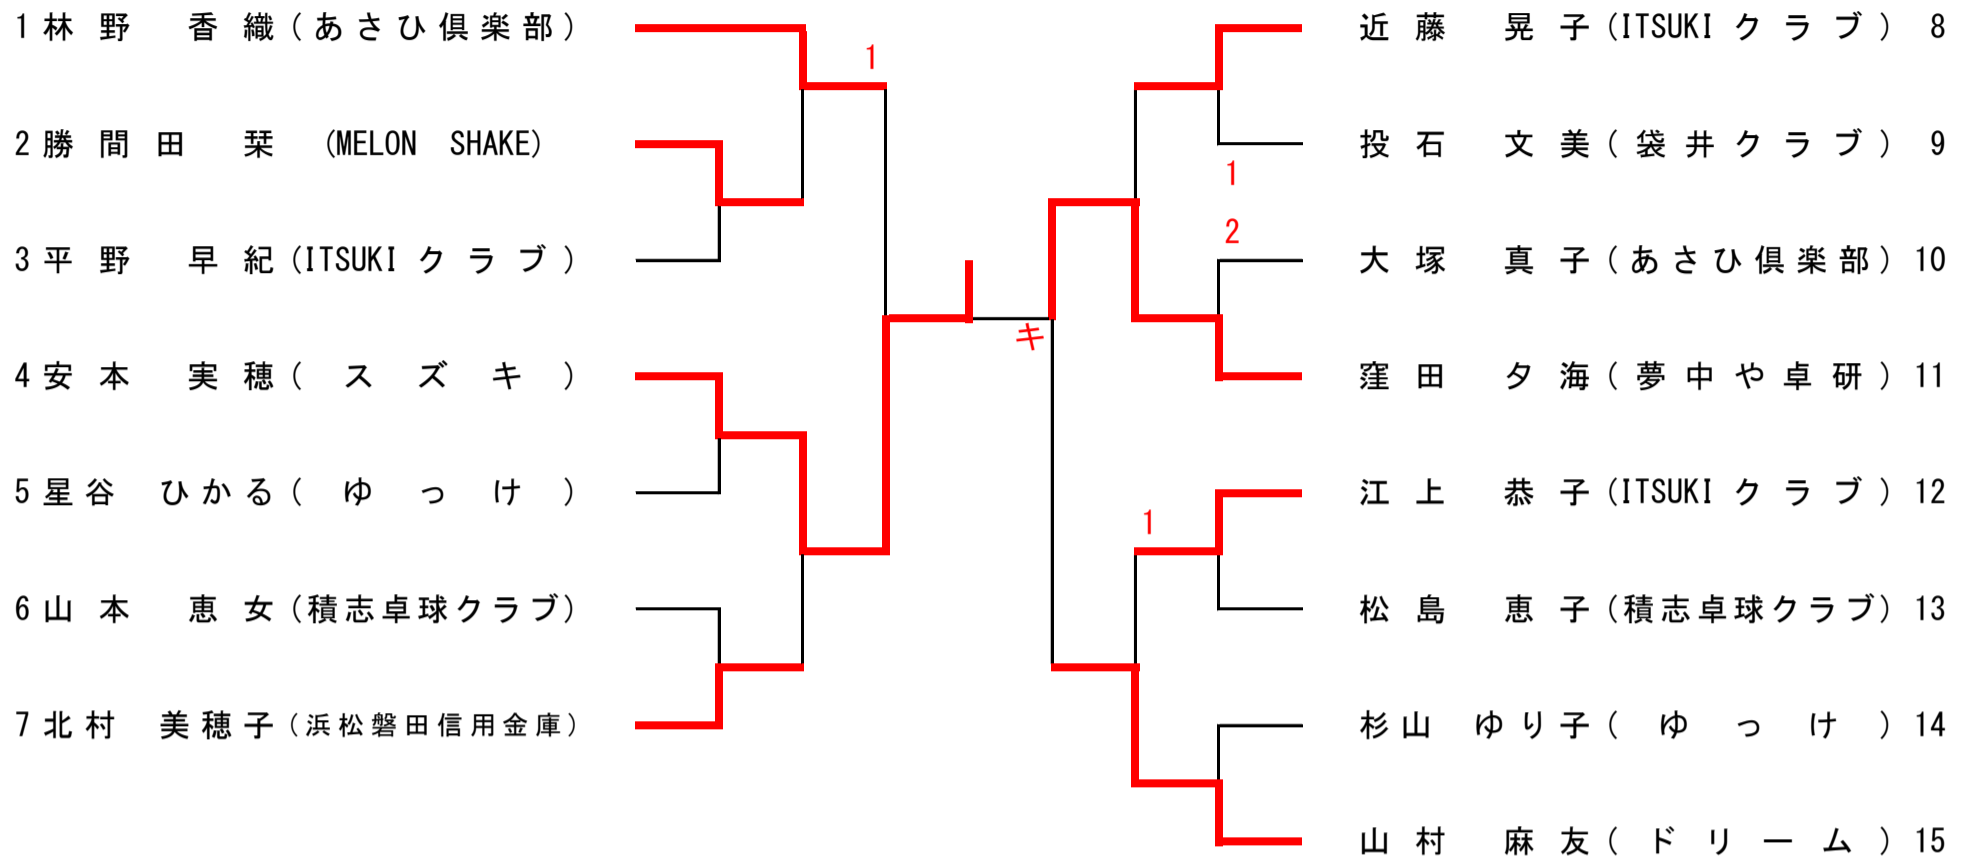 1 林野 香織 (あさひ倶楽部)
2 勝間田 栞 (MELON SHAKE)
3 平野 早紀 (ITSUKI クラブ)
4 安本 実穂 (スズキ)
5 星谷 ひかる (ゆっけ)
6 山本 恵女 (積志卓球クラブ)
7 北村 美穂子 (浜松磐田信用金庫)
1
キ
1
2
1
近藤 晃子 (ITSUKI クラブ) 8
投石 文美 (袋井クラブ) 9
大塚 真子 (あさひ倶楽部) 10
窪田 夕海 (夢中や卓研) 11
江上 恭子 (ITSUKI クラブ) 12
松島 恵子 (積志卓球クラブ) 13
杉山 ゆり子 (ゆっけ) 14
山村 麻友 (ドリーム) 15